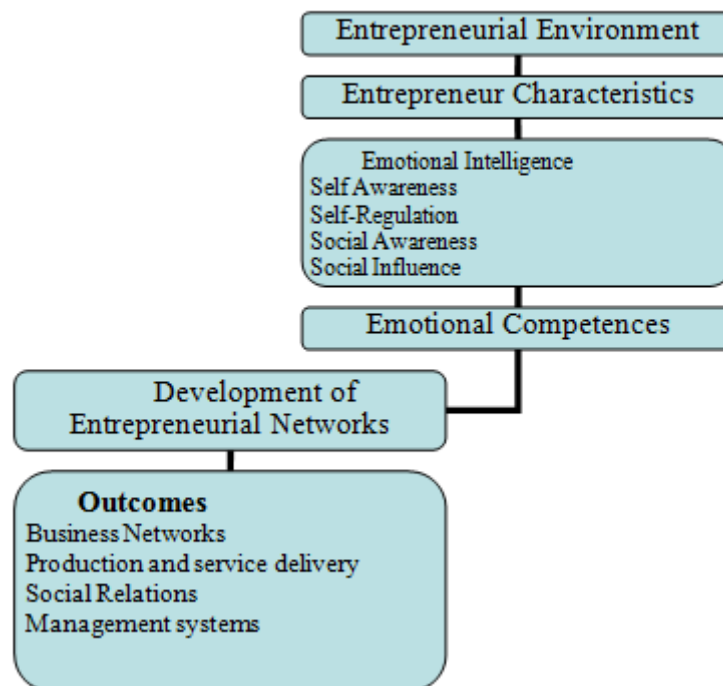 Entrepreneurial Environment
Entrepreneur Characteristics
Emotional Intelligence
Self Awareness
Self-Regulation
Social Awareness
Social Influence
Emotional Competences
Development of
Entrepreneurial Networks
Outcomes
Business Networks
Production and service delivery
Social Relations
Management systems